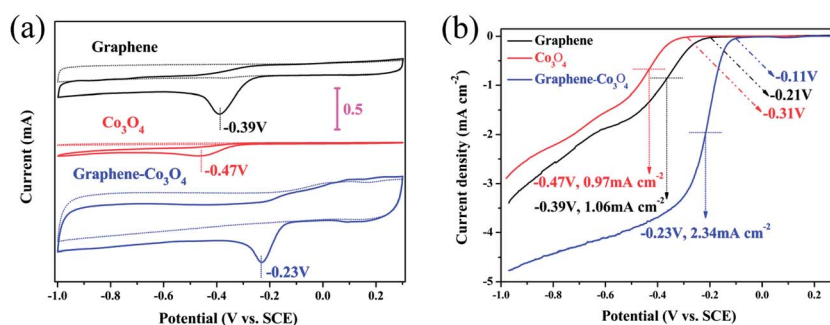 (a)
Graphene
0.5
-0.39V
Co₃O₄
-0.47V
Graphene-Co₃O₄
-0.23V
Current (mA)
-1.0 -0.8 -0.6 -0.4 -0.2 0.0 0.2
Potential (V vs. SCE)
(b)
0
-1
-2
-3
-4
-5
Graphene
Co₃O₄
Graphene-Co₃O₄
-0.11V
-0.21V
-0.31V
-0.47V, 0.97mA cm⁻²
-0.39V, 1.06mA cm⁻²
-0.23V, 2.34mA cm⁻²
Current density (mA cm⁻²)
-1.0 -0.8 -0.6 -0.4 -0.2 0.0 0.2
Potential (V vs. SCE)